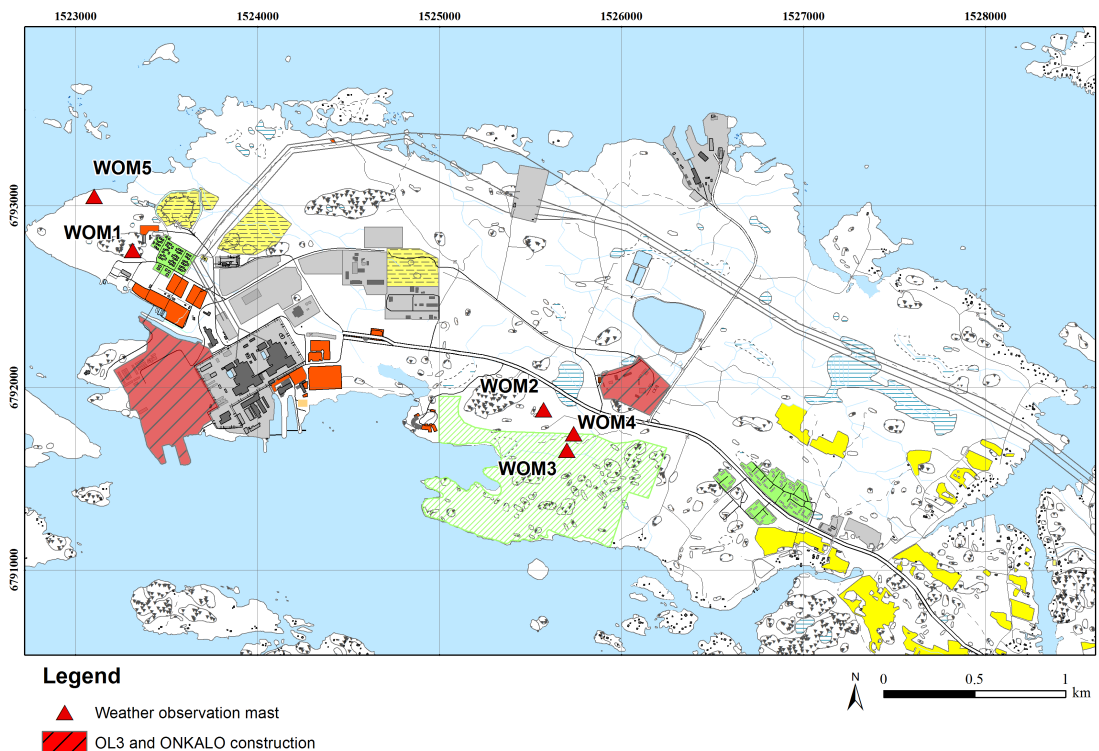 1523000 1524000 1525000 1526000 1527000 1528000
6793000
6792000
6791000
WOM5
WOM1
WOM2
WOM4
WOM3
Legend
Weather observation mast
OL3 and ONKALO construction
N
0 0.5 1
km